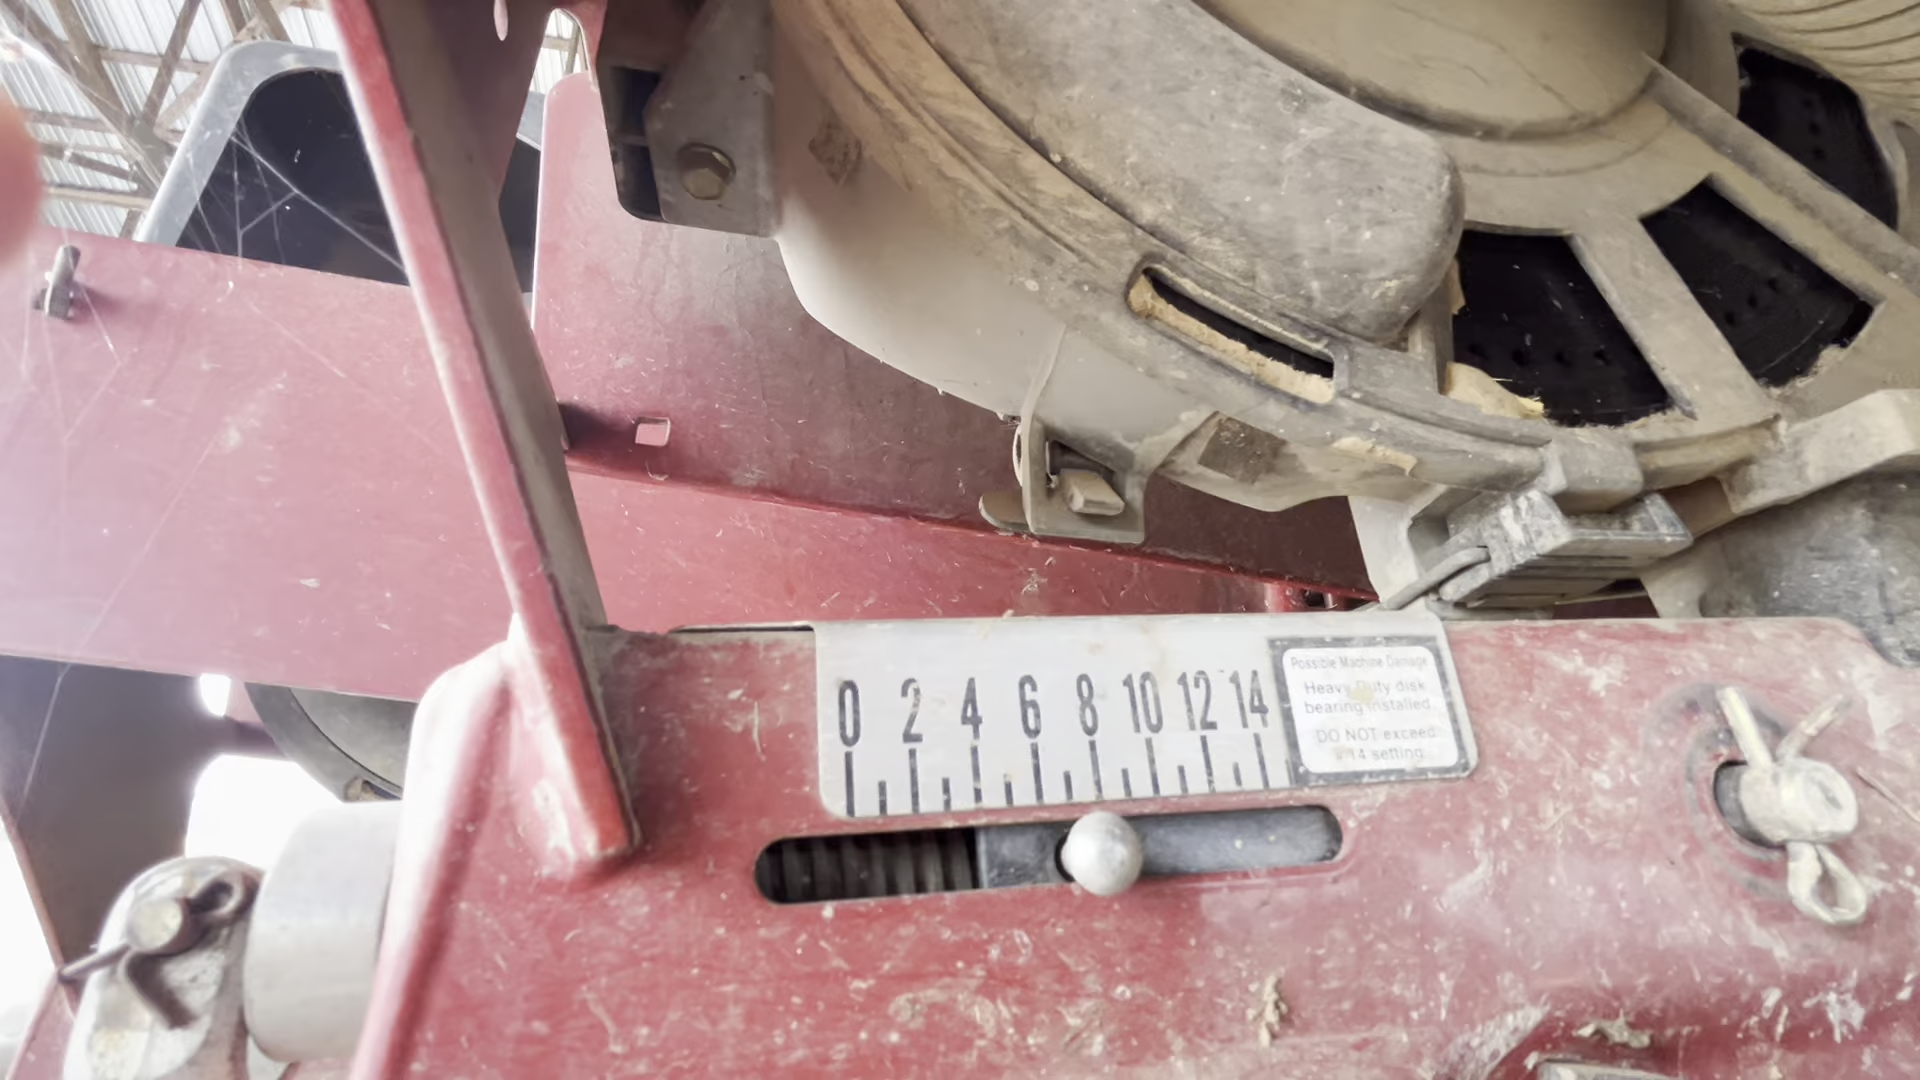 0 2 4 6 8 10 12 14
Possible Machine Damage
Heavy Duty disk
bearing installed.
DO NOT exceed
14 setting.